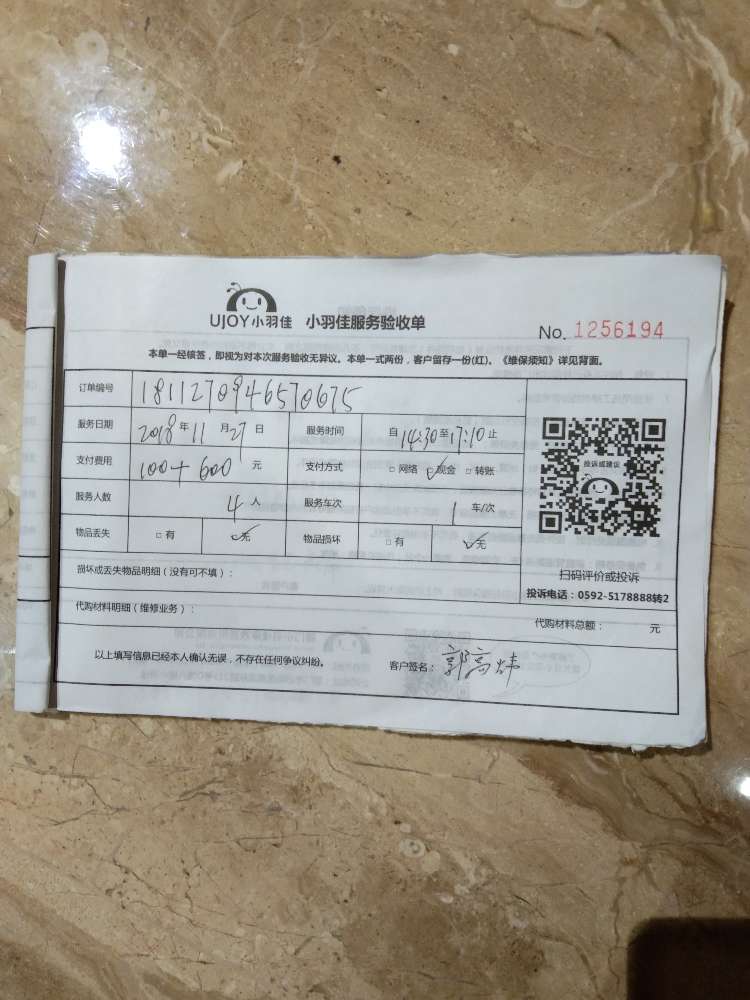 UJOY小羽佳 小羽佳服务验收单
No. 1256194
本单一经核签，即视为对本次服务验收无异议。本单一式两份，客户留存一份(红)。《维保须知》详见背面。
订单编号 181127094657067​5
服务日期 2018年11月27日 服务时间 自14:30至17:10止
支付费用 100+600元 支付方式 □网络 ✓现金 □转账
服务人数 4人 服务车次 1车/次
物品丢失 □有 ✓无 物品损坏 □有 ✓无
投诉或建议
扫码评价或投诉
投诉电话：0592-5178888转2
损坏或丢失物品明细（没有可不填）：
代购材料明细（维修业务）： 代购材料总额： 元
以上填写信息已经本人确认无误，不存在任何争议纠纷。 客户签名：郭高炜